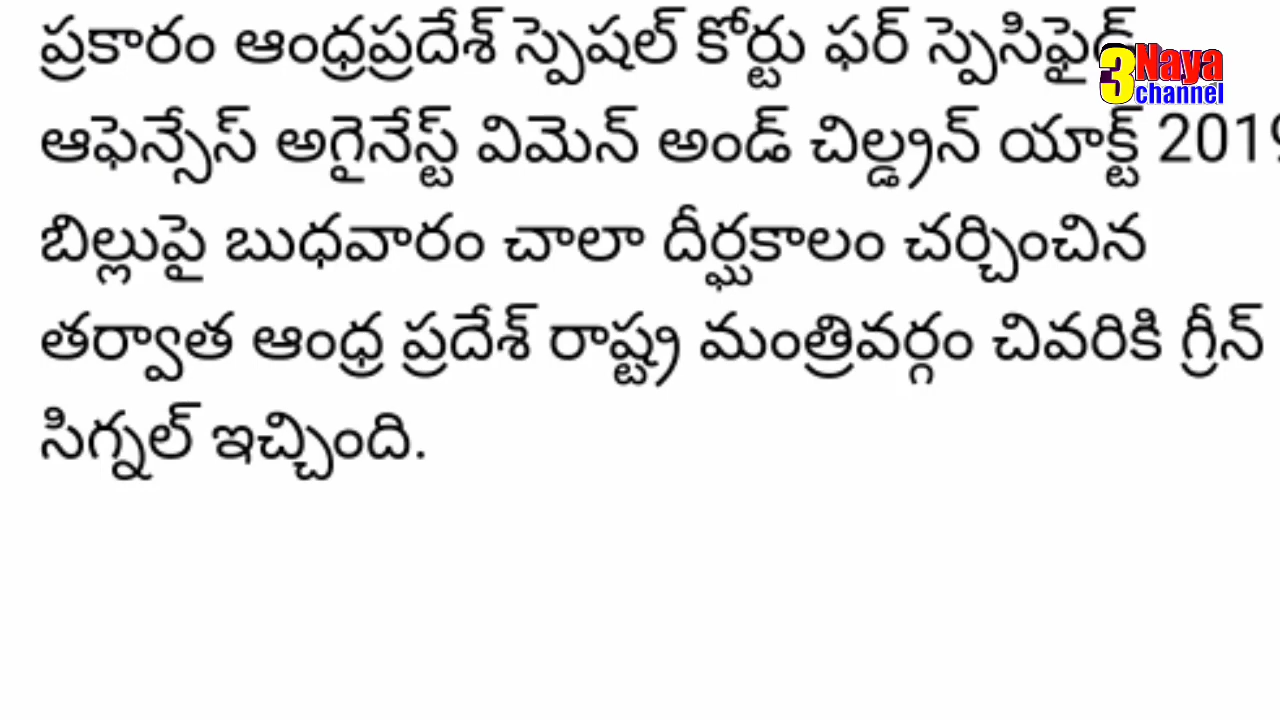 ప్రకారం ఆంధ్రప్రదేశ్ స్పెషల్ కోర్టు ఫర్ స్పెసిఫైడ్
3 Naya channel
ఆఫెన్సేస్ అగైనేస్ట్ విమెన్ అండ్ చిల్డ్రన్ యాక్ట్ 2019
బిల్లుపై బుధవారం చాలా దీర్ఘకాలం చర్చించిన
తర్వాత ఆంధ్ర ప్రదేశ్ రాష్ట్ర మంత్రివర్గం చివరికి గ్రీన్
సిగ్నల్ ఇచ్చింది.